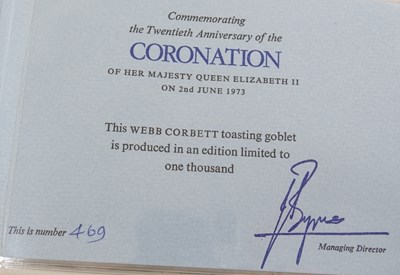 Commemorating
the Twentieth Anniversary of the
CORONATION
OF HER MAJESTY QUEEN ELIZABETH II
ON 2nd JUNE 1973
This WEBB CORBETT toasting goblet
is produced in an edition limited to
one thousand
This is number 469
Managing Director